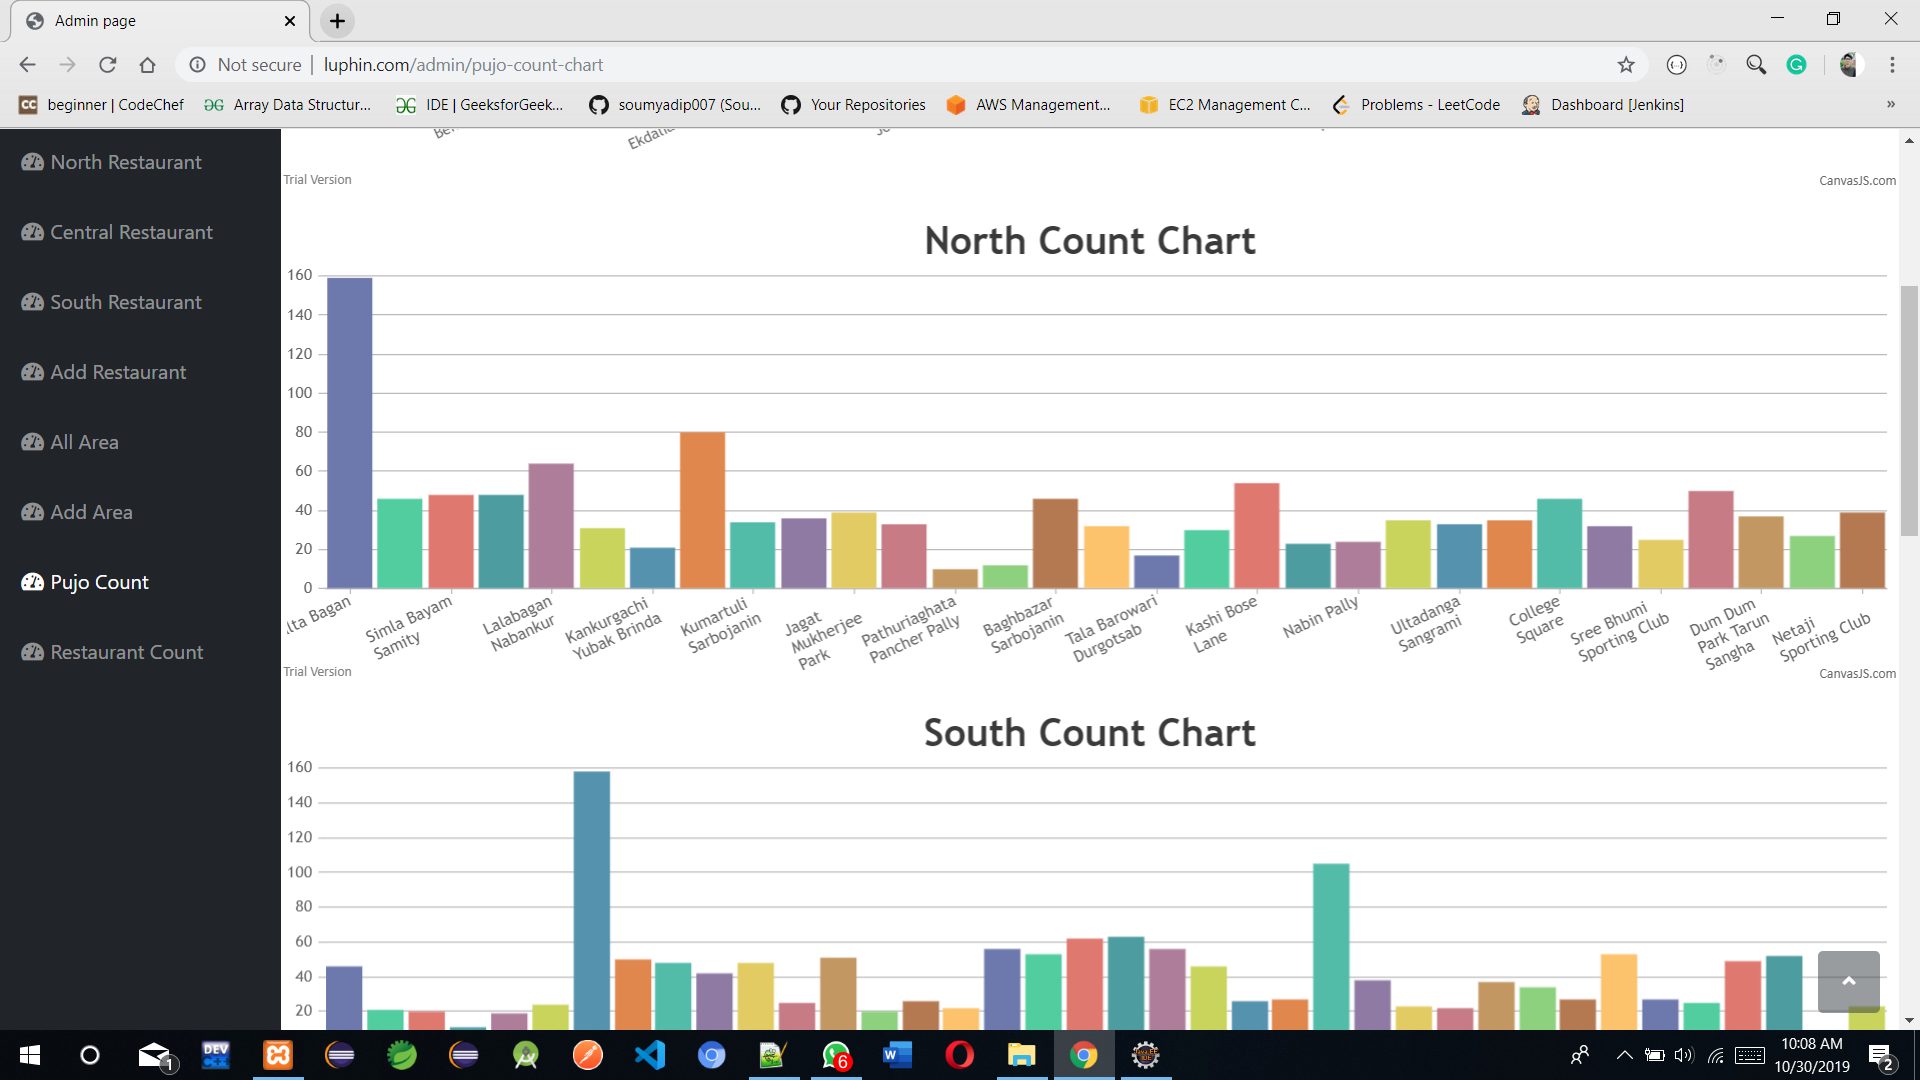 Admin page
Not secure | luphin.com/admin/pujo-count-chart
CC beginner | CodeChef
Array Data Structur...
IDE | GeeksforGeek...
soumyadip007 (Sou...
Your Repositories
AWS Management...
EC2 Management C...
Problems - LeetCode
Dashboard [Jenkins]
»
North Restaurant
Central Restaurant
South Restaurant
Add Restaurant
All Area
Add Area
Pujo Count
Restaurant Count
Trial Version
CanvasJS.com
North Count Chart
160
140
120
100
80
60
40
20
0
lta Bagan
Simla Bayam
Samity
Lalabagan
Nabankur
Kankurgachi
Yubak Brinda
Kumartuli
Sarbojanin
Jagat
Mukherjee
Park
Pathuriaghata
Pancher Pally
Baghbazar
Sarbojanin
Tala Barowari
Durgotsab
Kashi Bose
Lane
Nabin Pally
Ultadanga
Sangrami
College
Square
Sree Bhumi
Sporting Club
Dum Dum
Park Tarun
Sangha
Netaji
Sporting Club
Trial Version
CanvasJS.com
South Count Chart
160
140
120
100
80
60
40
20
1
DEV
6
W
10:08 AM
10/30/2019
2